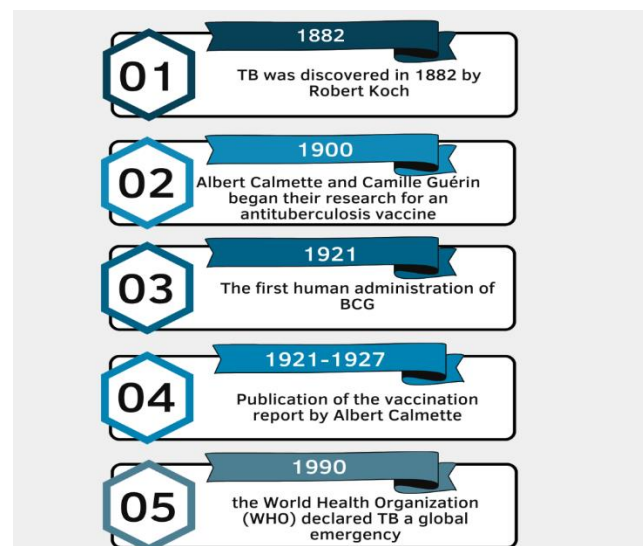 1882
01
TB was discovered in 1882 by
Robert Koch
1900
02
Albert Calmette and Camille Guérin
began their research for an
antituberculosis vaccine
1921
03
The first human administration of
BCG
1921-1927
04
Publication of the vaccination
report by Albert Calmette
1990
05
the World Health Organization
(WHO) declared TB a global
emergency